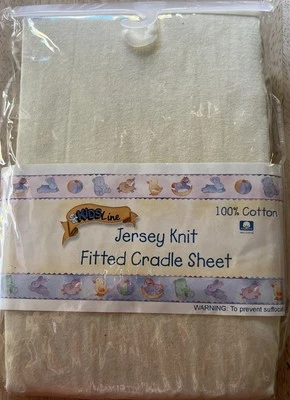 KIDS Line
100% Cotton
Jersey Knit
Fitted Cradle Sheet
WARNING: To prevent suffoca